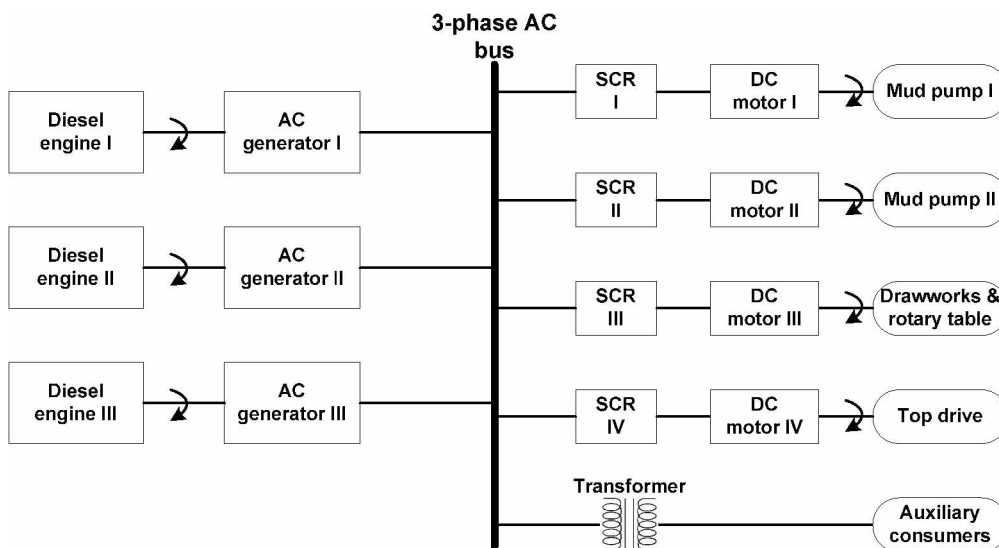 3-phase AC
bus
Diesel
engine I
AC
generator I
Diesel
engine II
AC
generator II
Diesel
engine III
AC
generator III
SCR
I
DC
motor I
Mud pump I
SCR
II
DC
motor II
Mud pump II
SCR
III
DC
motor III
Drawworks &
rotary table
SCR
IV
DC
motor IV
Top drive
Transformer
Auxiliary
consumers